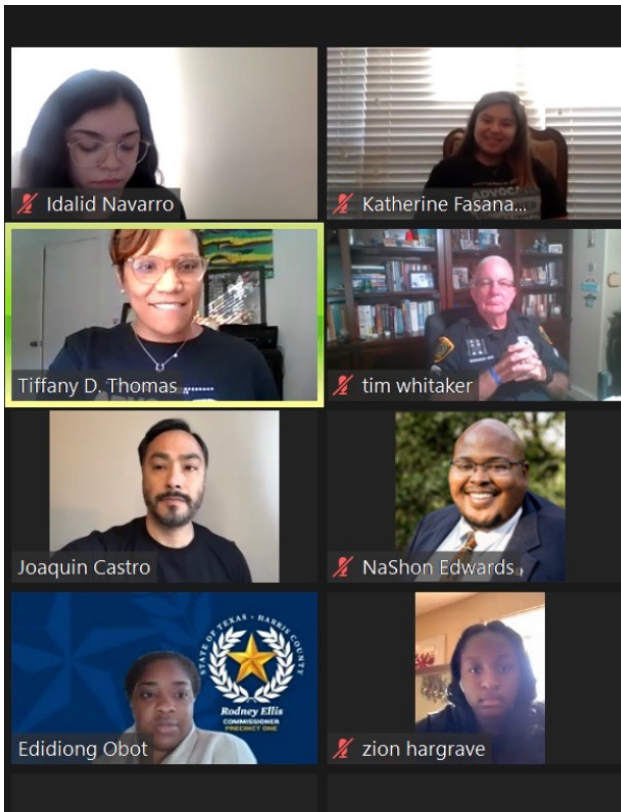 Idalid Navarro
Katherine Fasana...
ADVOCA
Tiffany D. Thomas
tim whitaker
Joaquin Castro
NaShon Edwards
STATE OF TEXAS · HARRIS COUNTY
Rodney Ellis
COMMISSIONER
PRECINCT ONE
Edidiong Obot
zion hargrave